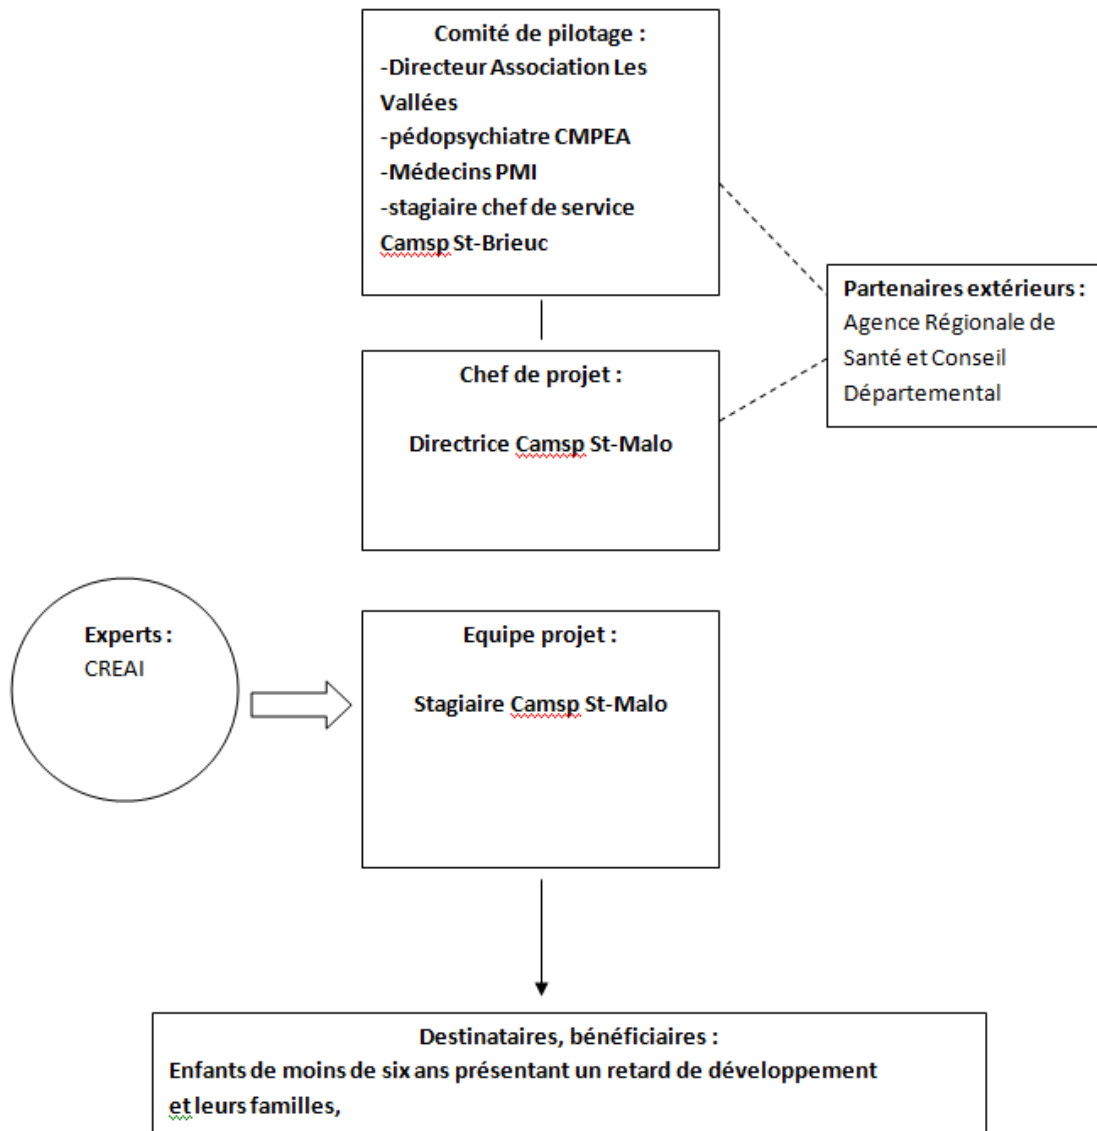 Comité de pilotage :
-Directeur Association Les
Vallées
-pédopsychiatre CMPEA
-Médecins PMI
-stagiaire chef de service
Camsp St-Brieuc
Partenaires extérieurs :
Agence Régionale de
Santé et Conseil
Départemental
Chef de projet :
Directrice Camsp St-Malo
Experts :
CREAI
Equipe projet :
Stagiaire Camsp St-Malo
Destinataires, bénéficiaires :
Enfants de moins de six ans présentant un retard de développement
et leurs familles,